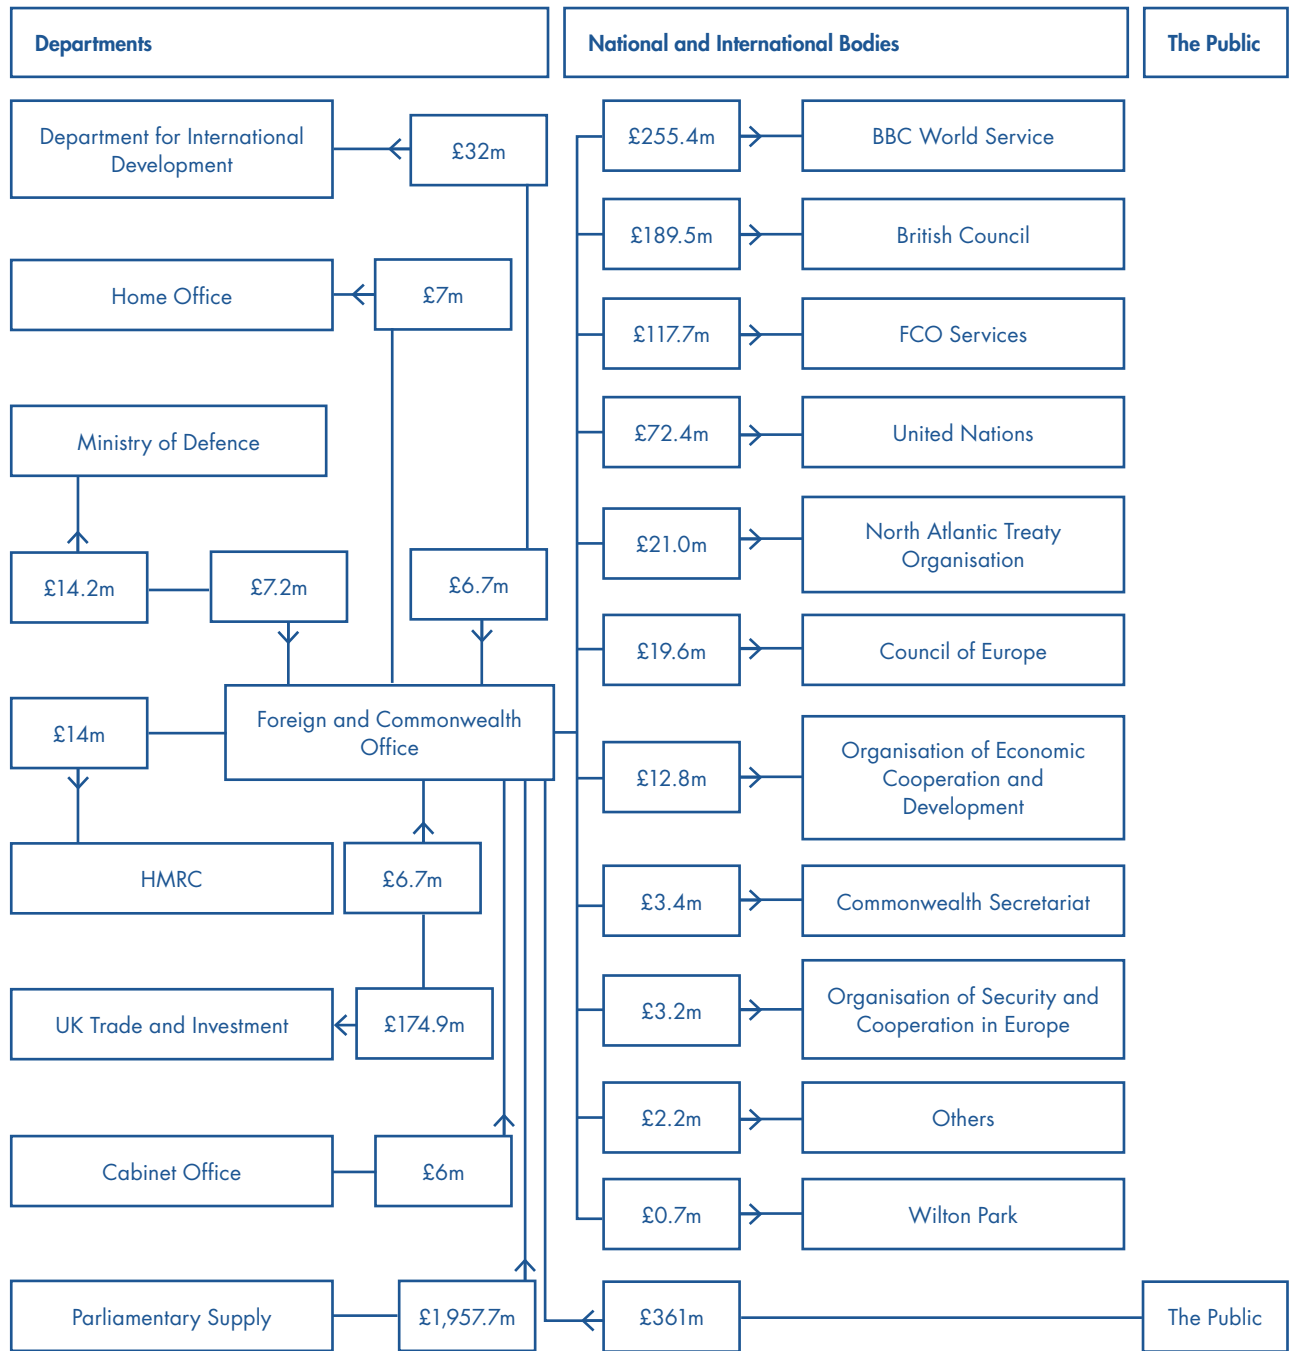 Departments
National and International Bodies
The Public
Department for International
Development
£32m
£255.4m
BBC World Service
£189.5m
British Council
Home Office
£7m
£117.7m
FCO Services
Ministry of Defence
£72.4m
United Nations
£14.2m
£7.2m
£6.7m
£21.0m
North Atlantic Treaty
Organisation
£19.6m
Council of Europe
£14m
Foreign and Commonwealth
Office
£12.8m
Organisation of Economic
Cooperation and
Development
HMRC
£6.7m
£3.4m
Commonwealth Secretariat
UK Trade and Investment
£174.9m
£3.2m
Organisation of Security and
Cooperation in Europe
£2.2m
Others
Cabinet Office
£6m
£0.7m
Wilton Park
Parliamentary Supply
£1,957.7m
£361m
The Public